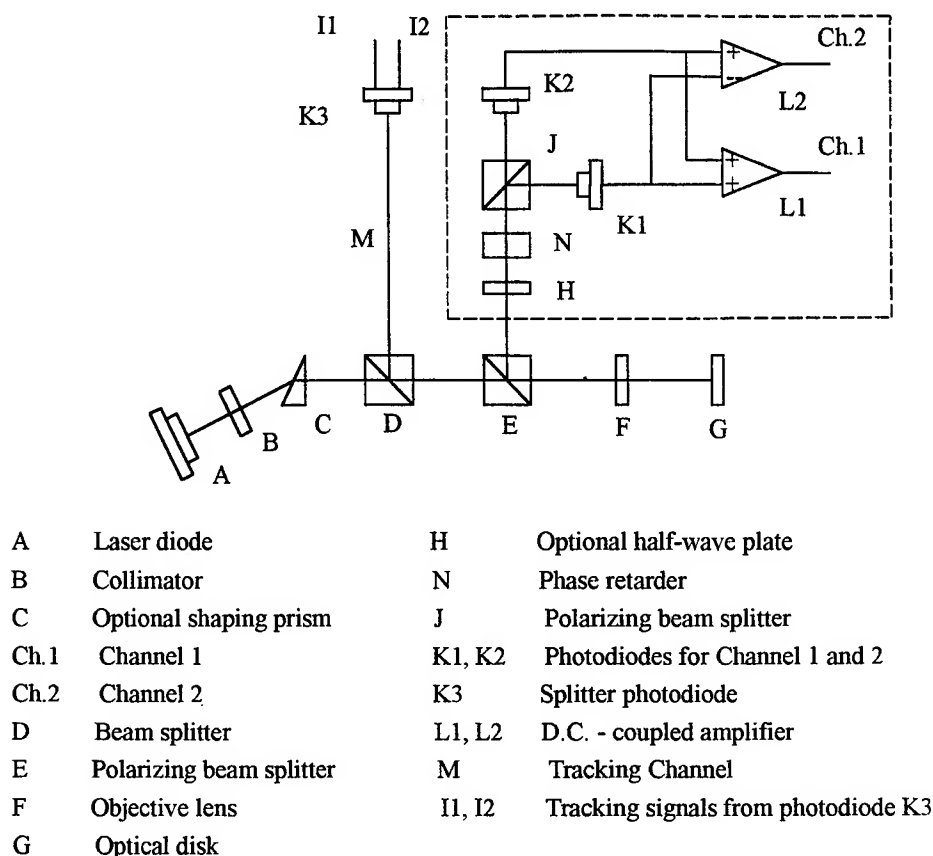 I1 I2
K3
K2
J
K1
N
H
M
+
−
L2
Ch.2
+
+
L1
Ch.1
A
B
C
D
E
F
G
A Laser diode H Optional half-wave plate
B Collimator N Phase retarder
C Optional shaping prism J Polarizing beam splitter
Ch.1 Channel 1 K1, K2 Photodiodes for Channel 1 and 2
Ch.2 Channel 2 K3 Splitter photodiode
D Beam splitter L1, L2 D.C. - coupled amplifier
E Polarizing beam splitter M Tracking Channel
F Objective lens I1, I2 Tracking signals from photodiode K3
G Optical disk